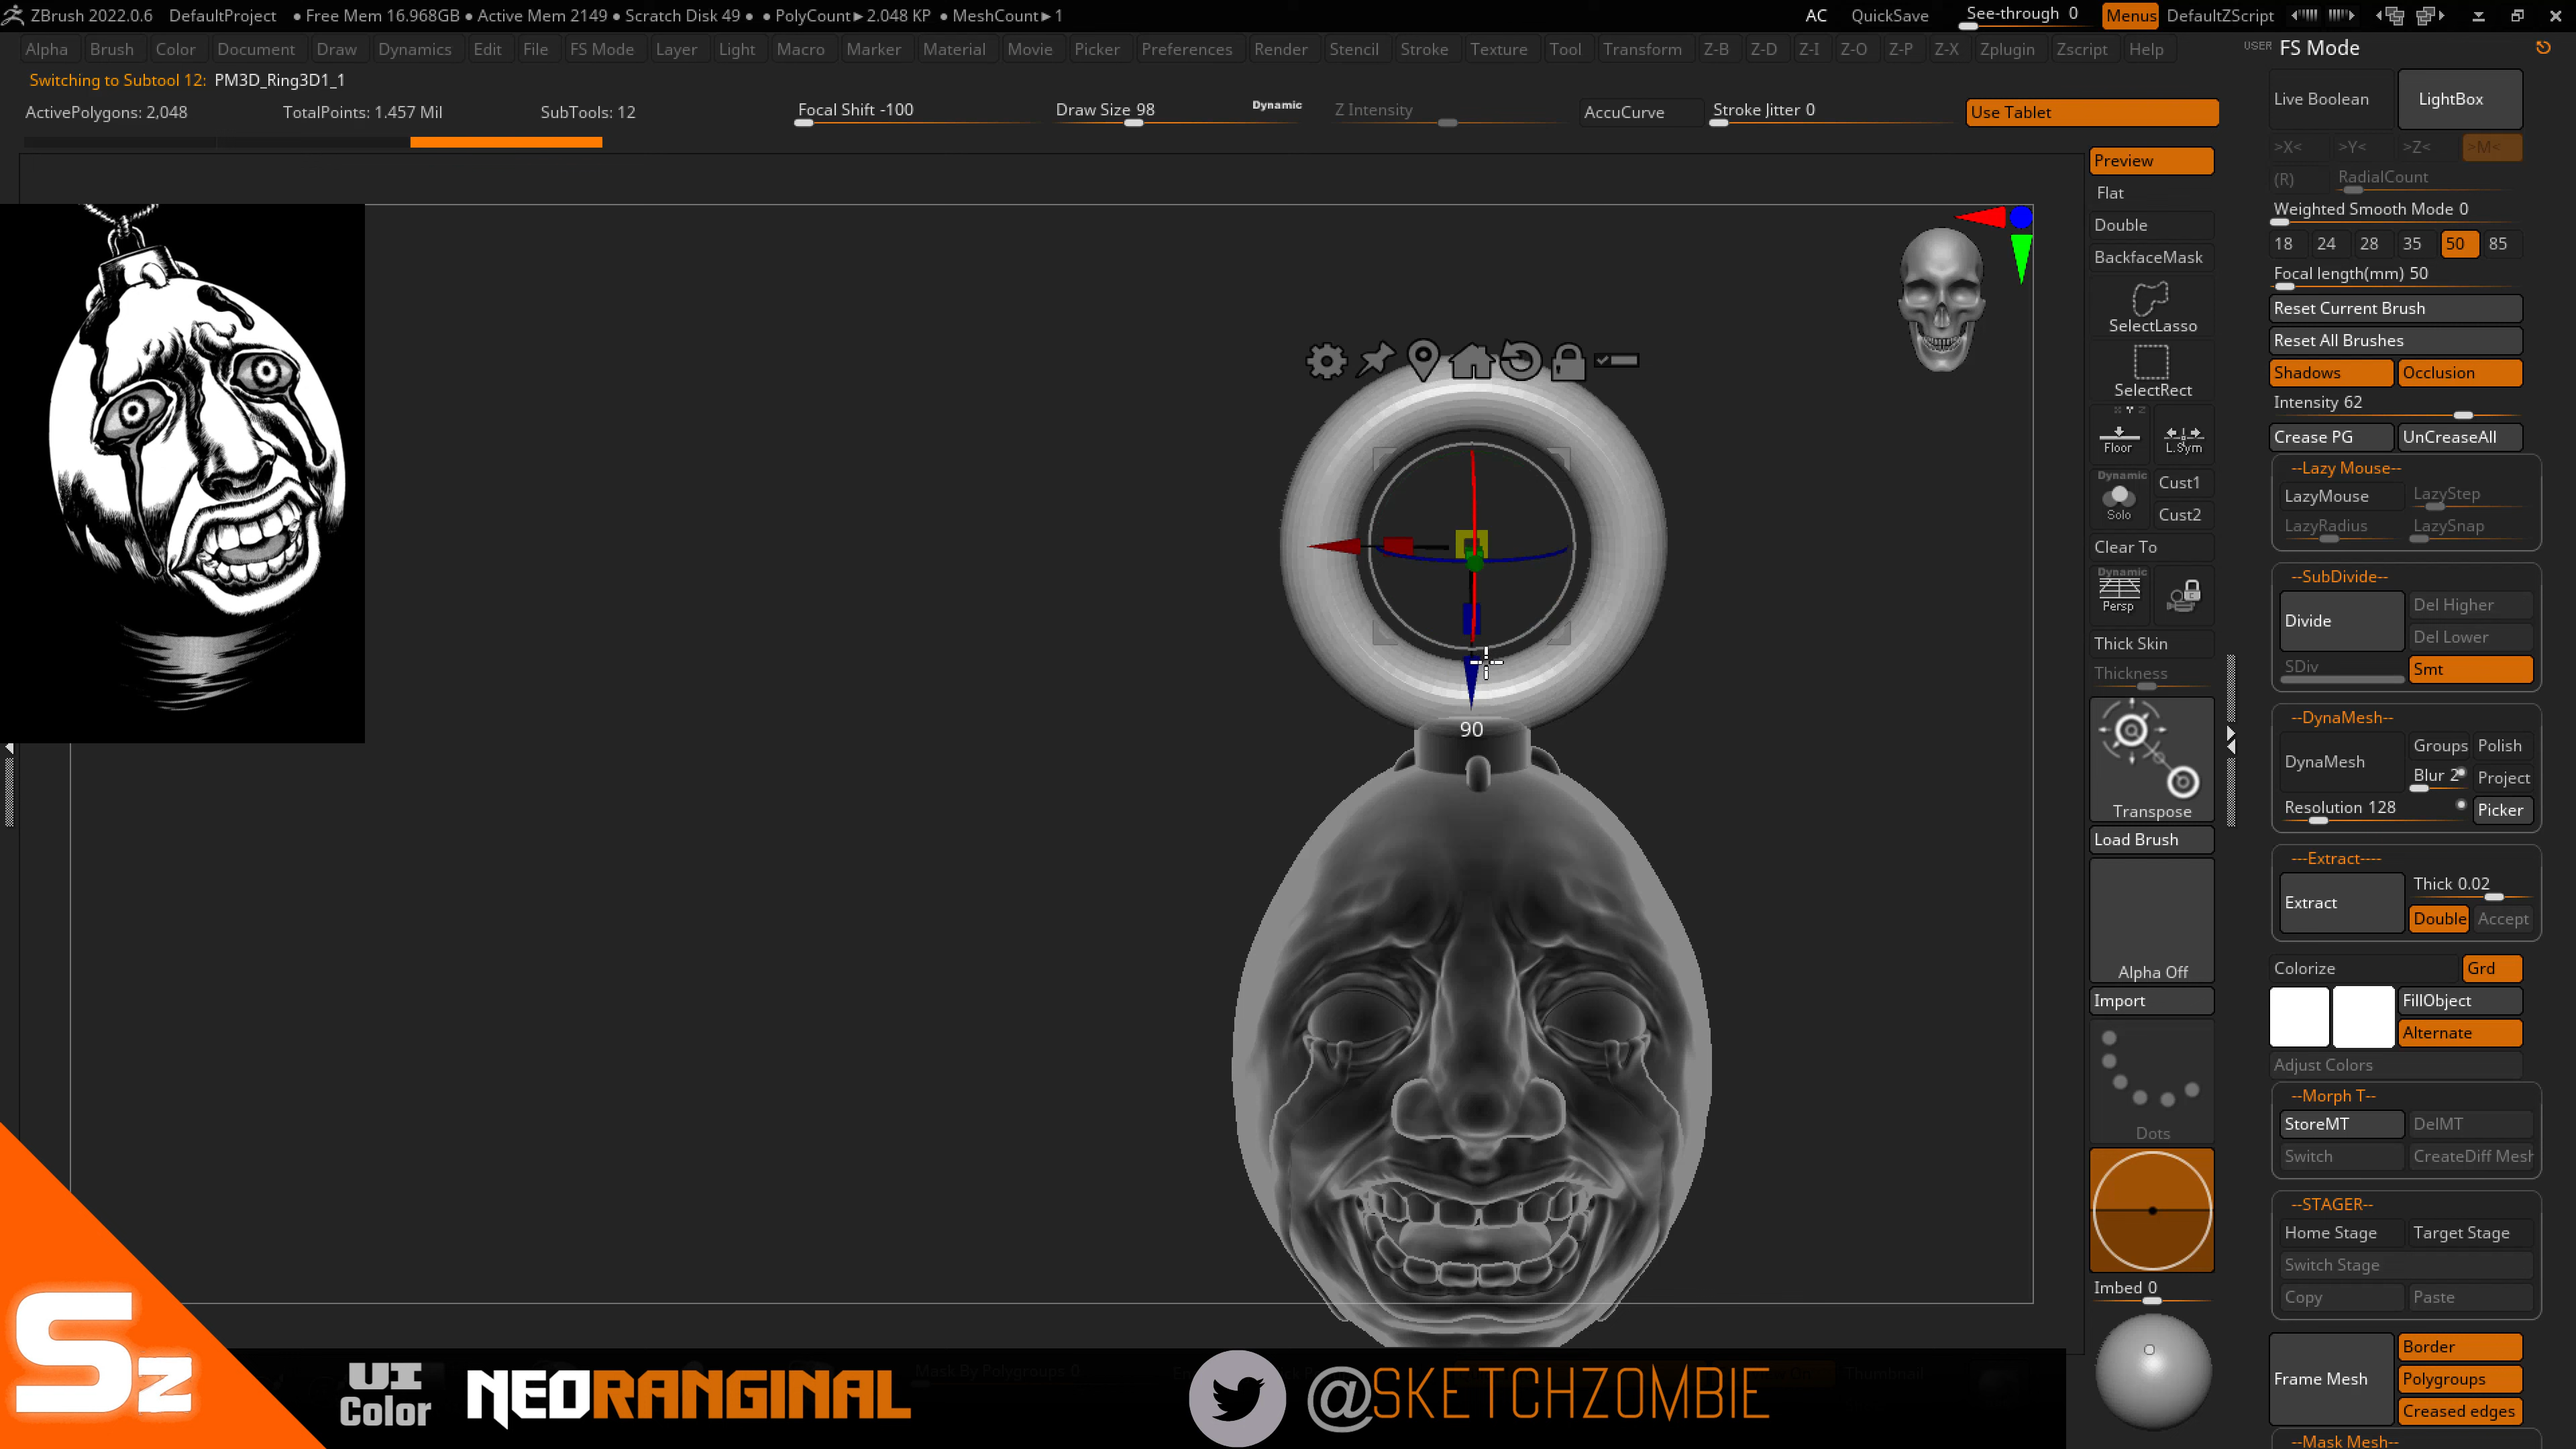 ZBrush 2022.0.6 DefaultProject • Free Mem 16.968GB • Active Mem 2149 • Scratch Disk 49 • • PolyCount► 2.048 KP • MeshCount► 1 AC QuickSave See-through 0 Menus DefaultZScript
Alpha Brush Color Document Draw Dynamics Edit File FS Mode Layer Light Macro Marker Material Movie Picker Preferences Render Stencil Stroke Texture Tool Transform Z-B Z-D Z-I Z-O Z-P Z-X Zplugin Zscript Help
USER FS Mode
Switching to Subtool 12: PM3D_Ring3D1_1
ActivePolygons: 2,048 TotalPoints: 1.457 Mil SubTools: 12
Focal Shift -100 Draw Size 98 Dynamic Z Intensity AccuCurve Stroke Jitter 0 Use Tablet
90
Preview
Flat
Double
BackfaceMask
SelectLasso
SelectRect
Floor L.Sym
Dynamic
Solo
Cust1
Cust2
Clear To
Dynamic
Persp
Thick Skin
Thickness
Transpose
Load Brush
Alpha Off
Import
Dots
Imbed 0
Live Boolean LightBox
>X< >Y< >Z< >M<
(R) RadialCount
Weighted Smooth Mode 0
18 24 28 35 50 85
Focal length(mm) 50
Reset Current Brush
Reset All Brushes
Shadows Occlusion
Intensity 62
Crease PG UnCreaseAll
--Lazy Mouse--
LazyMouse LazyStep
LazyRadius LazySnap
--SubDivide--
Divide Del Higher
Del Lower
SDiv Smt
--DynaMesh--
DynaMesh Groups Polish
Blur 2 Project
Resolution 128 Picker
---Extract----
Extract Thick 0.02
Double Accept
Colorize Grd
FillObject
Alternate
Adjust Colors
--Morph T--
StoreMT DelMT
Switch CreateDiff Mesh
--STAGER--
Home Stage Target Stage
Switch Stage
Copy Paste
Frame Mesh Border
Polygroups
Creased edges
--Mask Mesh--
Mask By Polygroups 0
Thumbnail
Sz
UI Color
NEORANGINAL
@SKETCHZOMBIE